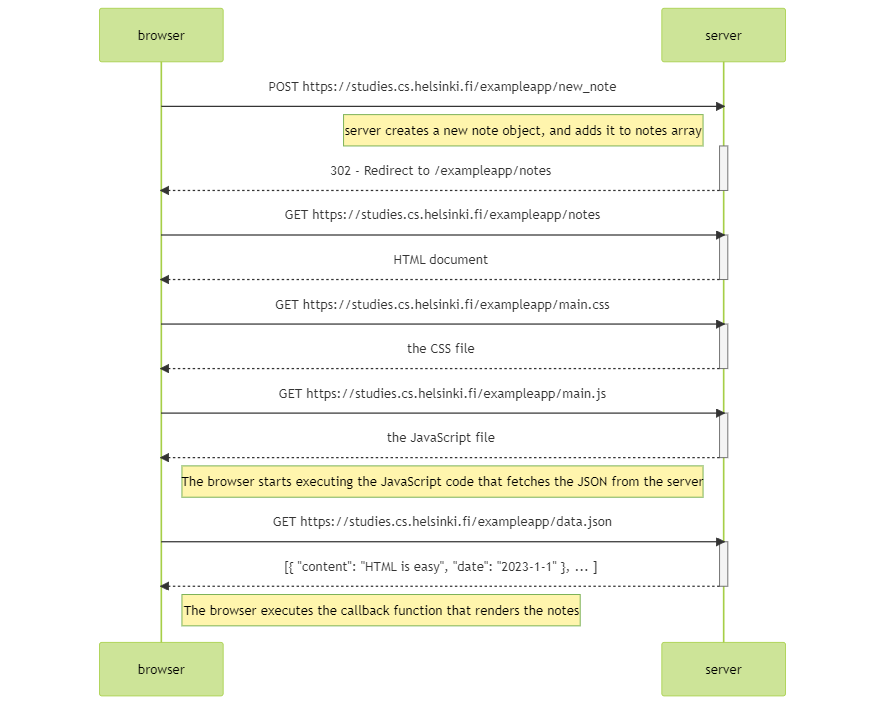 browser
server
POST https://studies.cs.helsinki.fi/exampleapp/new_note
server creates a new note object, and adds it to notes array
302 - Redirect to /exampleapp/notes
GET https://studies.cs.helsinki.fi/exampleapp/notes
HTML document
GET https://studies.cs.helsinki.fi/exampleapp/main.css
the CSS file
GET https://studies.cs.helsinki.fi/exampleapp/main.js
the JavaScript file
The browser starts executing the JavaScript code that fetches the JSON from the server
GET https://studies.cs.helsinki.fi/exampleapp/data.json
[{ "content": "HTML is easy", "date": "2023-1-1" }, ... ]
The browser executes the callback function that renders the notes
browser
server